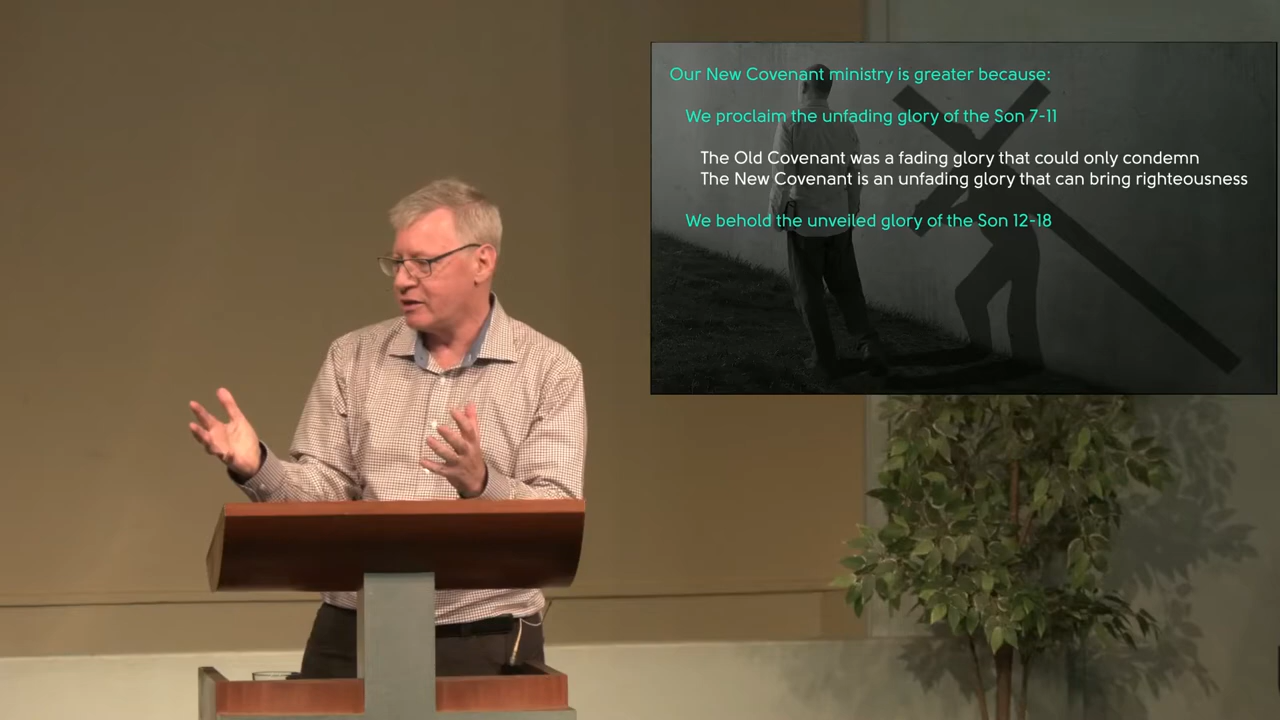 Our New Covenant ministry is greater because:
We proclaim the unfading glory of the Son 7-11
The Old Covenant was a fading glory that could only condemn
The New Covenant is an unfading glory that can bring righteousness
We behold the unveiled glory of the Son 12-18